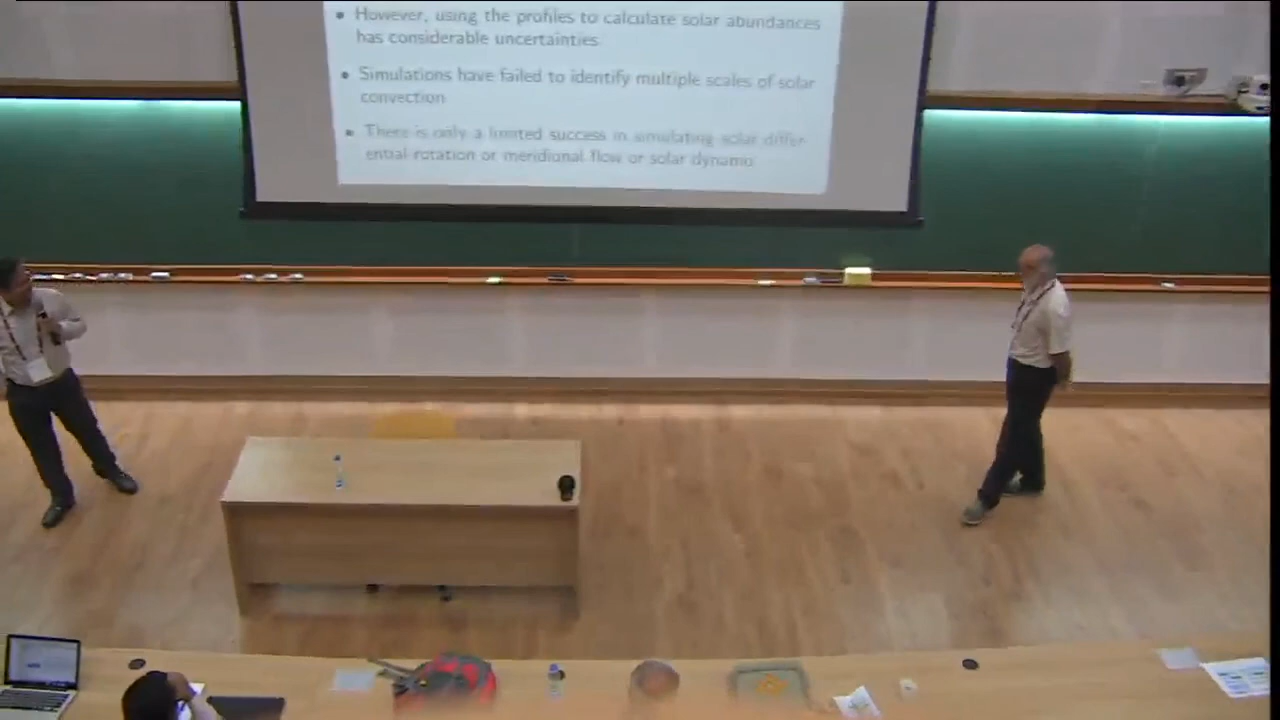 • However, using the profiles to calculate solar abundances
has considerable uncertainties
• Simulations have failed to identify multiple scales of solar
convection
• There is only a limited success in simulating solar differ-
ential rotation or meridional flow or solar dynamo